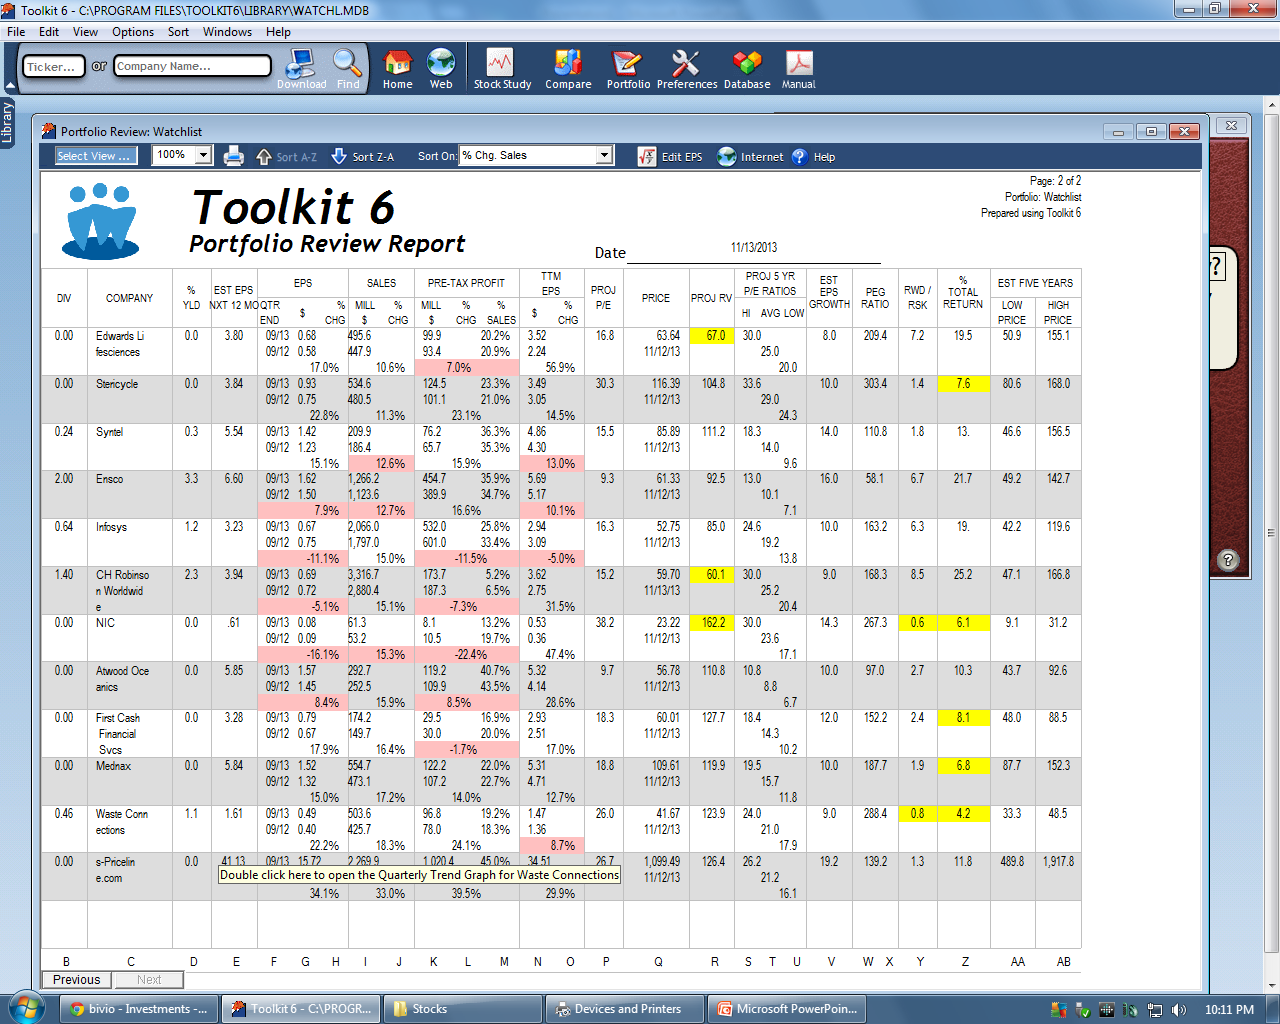 Toolkit 6 - C:\PROGRAM FILES\TOOLKIT6\LIBRARY\WATCHL.MDB
File Edit View Options Sort Windows Help
Ticker... or Company Name... Download Find Home Web Stock Study Compare Portfolio Preferences Database Manual
Library
Portfolio Review: Watchlist
Select View ... 100% Sort A-Z Sort Z-A Sort On: % Chg. Sales Edit EPS Internet Help
Page: 2 of 2
Portfolio: Watchlist
Prepared using Toolkit 6
Toolkit 6
Portfolio Review Report
Date 11/13/2013
DIV COMPANY % YLD EST EPS NXT 12 MO EPS QTR END $ % CHG SALES MILL $ % CHG PRE-TAX PROFIT MILL $ % CHG % SALES TTM EPS $ % CHG PROJ P/E PRICE PROJ RV PROJ 5 YR P/E RATIOS HI AVG LOW EST EPS GROWTH PEG RATIO RWD / RSK % TOTAL RETURN EST FIVE YEARS LOW PRICE HIGH PRICE
0.00 Edwards Li 0.0 3.80 09/13 0.68 495.6 99.9 20.2% 3.52 16.8 63.64 67.0 30.0 8.0 209.4 7.2 19.5 50.9 155.1
fesciences 09/12 0.58 447.9 93.4 20.9% 2.24 11/12/13 25.0
17.0% 10.6% 7.0% 56.9% 20.0
0.00 Stericycle 0.0 3.84 09/13 0.93 534.6 124.5 23.3% 3.49 30.3 116.39 104.8 33.6 10.0 303.4 1.4 7.6 80.6 168.0
09/12 0.75 480.5 101.1 21.0% 3.05 11/12/13 29.0
22.8% 11.3% 23.1% 14.5% 24.3
0.24 Syntel 0.3 5.54 09/13 1.42 209.9 76.2 36.3% 4.86 15.5 85.89 111.2 18.3 14.0 110.8 1.8 13. 46.6 156.5
09/12 1.23 186.4 65.7 35.3% 4.30 11/12/13 14.0
15.1% 12.6% 15.9% 13.0% 9.6
2.00 Ensco 3.3 6.60 09/13 1.62 1,266.2 454.7 35.9% 5.69 9.3 61.33 92.5 13.0 16.0 58.1 6.7 21.7 49.2 142.7
09/12 1.50 1,123.6 389.9 34.7% 5.17 11/12/13 10.1
7.9% 12.7% 16.6% 10.1% 7.1
0.64 Infosys 1.2 3.23 09/13 0.67 2,066.0 532.0 25.8% 2.94 16.3 52.75 85.0 24.6 10.0 163.2 6.3 19. 42.2 119.6
09/12 0.75 1,797.0 601.0 33.4% 3.09 11/12/13 19.2
-11.1% 15.0% -11.5% -5.0% 13.8
1.40 CH Robinso 2.3 3.94 09/13 0.69 3,316.7 173.7 5.2% 3.62 15.2 59.70 60.1 30.0 9.0 168.3 8.5 25.2 47.1 166.8
n Worldwid 09/12 0.72 2,880.4 187.3 6.5% 2.75 11/13/13 25.2
e -5.1% 15.1% -7.3% 31.5% 20.4
0.00 NIC 0.0 .61 09/13 0.08 61.3 8.1 13.2% 0.53 38.2 23.22 162.2 30.0 14.3 267.3 0.6 6.1 9.1 31.2
09/12 0.09 53.2 10.5 19.7% 0.36 11/12/13 23.6
-16.1% 15.3% -22.4% 47.4% 17.1
0.00 Atwood Oce 0.0 5.85 09/13 1.57 292.7 119.2 40.7% 5.32 9.7 56.78 110.8 10.8 10.0 97.0 2.7 10.3 43.7 92.6
anics 09/12 1.45 252.5 109.9 43.5% 4.14 11/12/13 8.8
8.4% 15.9% 8.5% 28.6% 6.7
0.00 First Cash 0.0 3.28 09/13 0.79 174.2 29.5 16.9% 2.93 18.3 60.01 127.7 18.4 12.0 152.2 2.4 8.1 48.0 88.5
Financial 09/12 0.67 149.7 30.0 20.0% 2.51 11/12/13 14.3
Svcs 17.9% 16.4% -1.7% 17.0% 10.2
0.00 Mednax 0.0 5.84 09/13 1.52 554.7 122.2 22.0% 5.31 18.8 109.61 119.9 19.5 10.0 187.7 1.9 6.8 87.7 152.3
09/12 1.32 473.1 107.2 22.7% 4.71 11/12/13 15.7
15.0% 17.2% 14.0% 12.7% 11.8
0.46 Waste Conn 1.1 1.61 09/13 0.49 503.6 96.8 19.2% 1.47 26.0 41.67 123.9 24.0 9.0 288.4 0.8 4.2 33.3 48.5
ections 09/12 0.40 425.7 78.0 18.3% 1.36 11/12/13 21.0
22.2% 18.3% 24.1% 8.7% 17.9
0.00 s-Pricelin 0.0 41.13 09/13 15.72 2,269.9 1,020.4 45.0% 34.51 26.7 1,099.49 126.4 26.2 19.2 139.2 1.3 11.8 489.8 1,917.8
e.com Double click here to open the Quarterly Trend Graph for Waste Connections 11/12/13 21.2
34.1% 33.0% 39.5% 29.9% 16.1
B C D E F G H I J K L M N O P Q R S T U V W X Y Z AA AB
Previous Next
bivio - Investments -... Toolkit 6 - C:\PROGR... Stocks Devices and Printers Microsoft PowerPoin... 10:11 PM